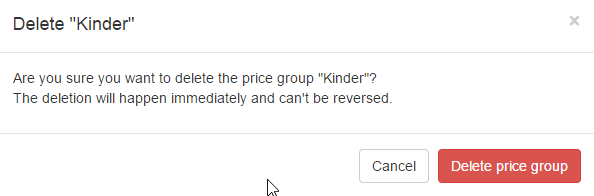 Delete "Kinder"
×
Are you sure you want to delete the price group "Kinder"?
The deletion will happen immediately and can't be reversed.
Cancel
Delete price group